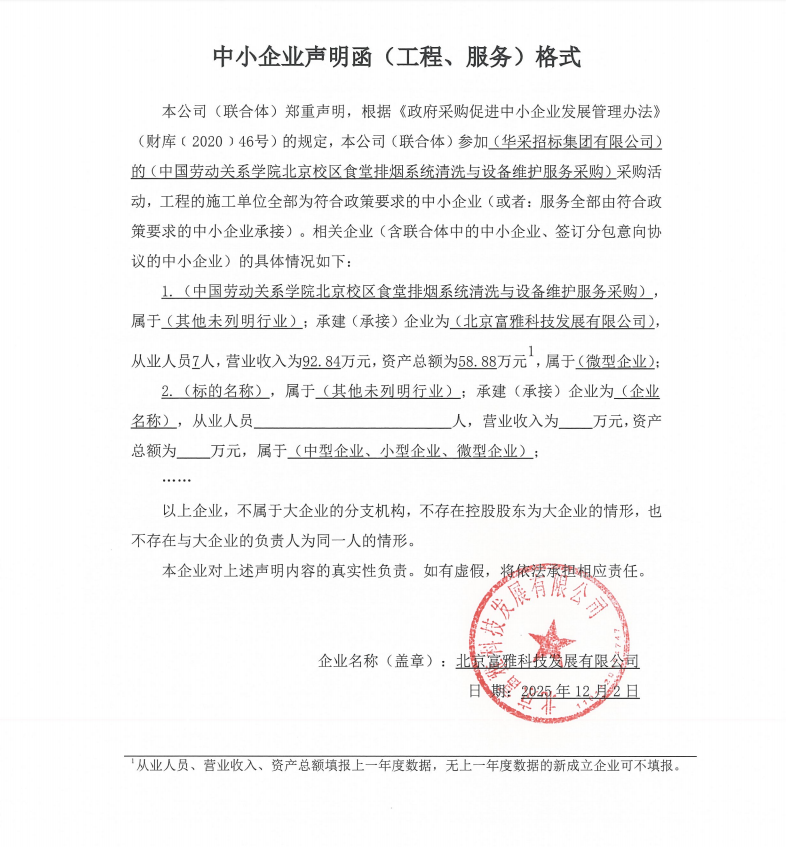 中小企业声明函（工程、服务）格式
本公司（联合体）郑重声明，根据《政府采购促进中小企业发展管理办法》
（财库﹝2020﹞46号）的规定，本公司（联合体）参加（华采招标集团有限公司）
的（中国劳动关系学院北京校区食堂排烟系统清洗与设备维护服务采购）采购活
动，工程的施工单位全部为符合政策要求的中小企业（或者：服务全部由符合政
策要求的中小企业承接）。相关企业（含联合体中的中小企业、签订分包意向协
议的中小企业）的具体情况如下：
1.（中国劳动关系学院北京校区食堂排烟系统清洗与设备维护服务采购），
属于（其他未列明行业）；承建（承接）企业为（北京富雅科技发展有限公司），
从业人员7人，营业收入为92.84万元，资产总额为58.88万元1，属于（微型企业）；
2.（标的名称），属于（其他未列明行业）；承建（承接）企业为（企业
名称），从业人员____人，营业收入为____万元，资产
总额为____万元，属于（中型企业、小型企业、微型企业）；
……
以上企业，不属于大企业的分支机构，不存在控股股东为大企业的情形，也
不存在与大企业的负责人为同一人的情形。
本企业对上述声明内容的真实性负责。如有虚假，将依法承担相应责任。
企业名称（盖章）：北京富雅科技发展有限公司
日 期：2025年12月2日
北京富雅科技发展有限公司
1从业人员、营业收入、资产总额填报上一年度数据，无上一年度数据的新成立企业可不填报。